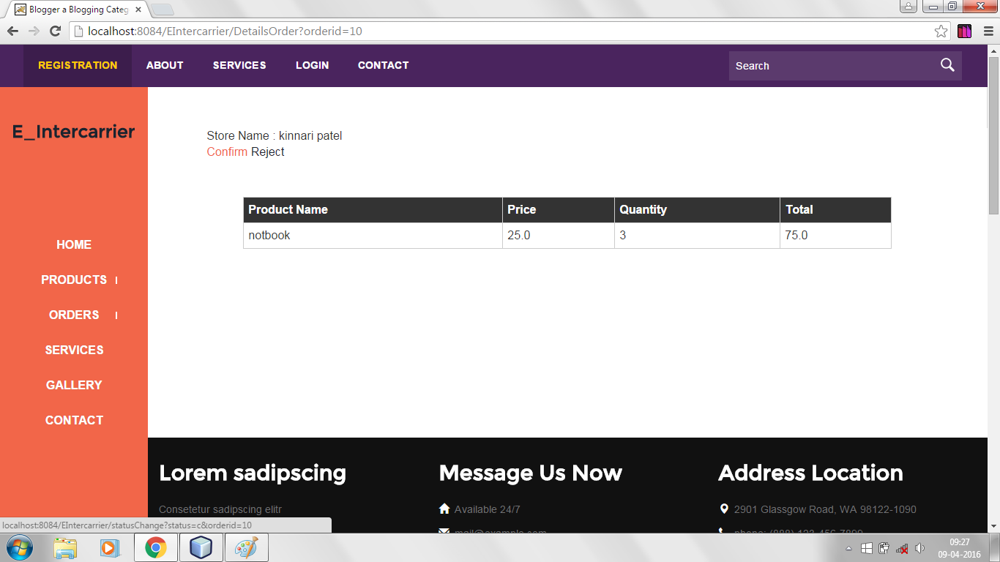 Blogger a Blogging Categ
localhost:8084/EIntercarrier/DetailsOrder?orderid=10
REGISTRATION ABOUT SERVICES LOGIN CONTACT Search
E_Intercarrier
HOME
PRODUCTS
ORDERS
SERVICES
GALLERY
CONTACT
Store Name : kinnari patel
Confirm Reject
Product Name Price Quantity Total
notbook 25.0 3 75.0
Lorem sadipscing
Consetetur sadipscing elitr
Message Us Now
Available 24/7
mail@example.com
Address Location
2901 Glassgow Road, WA 98122-1090
phone: (888) 123-456-7899
localhost:8084/EIntercarrier/statusChange?status=c&orderid=10
09:27
09-04-2016